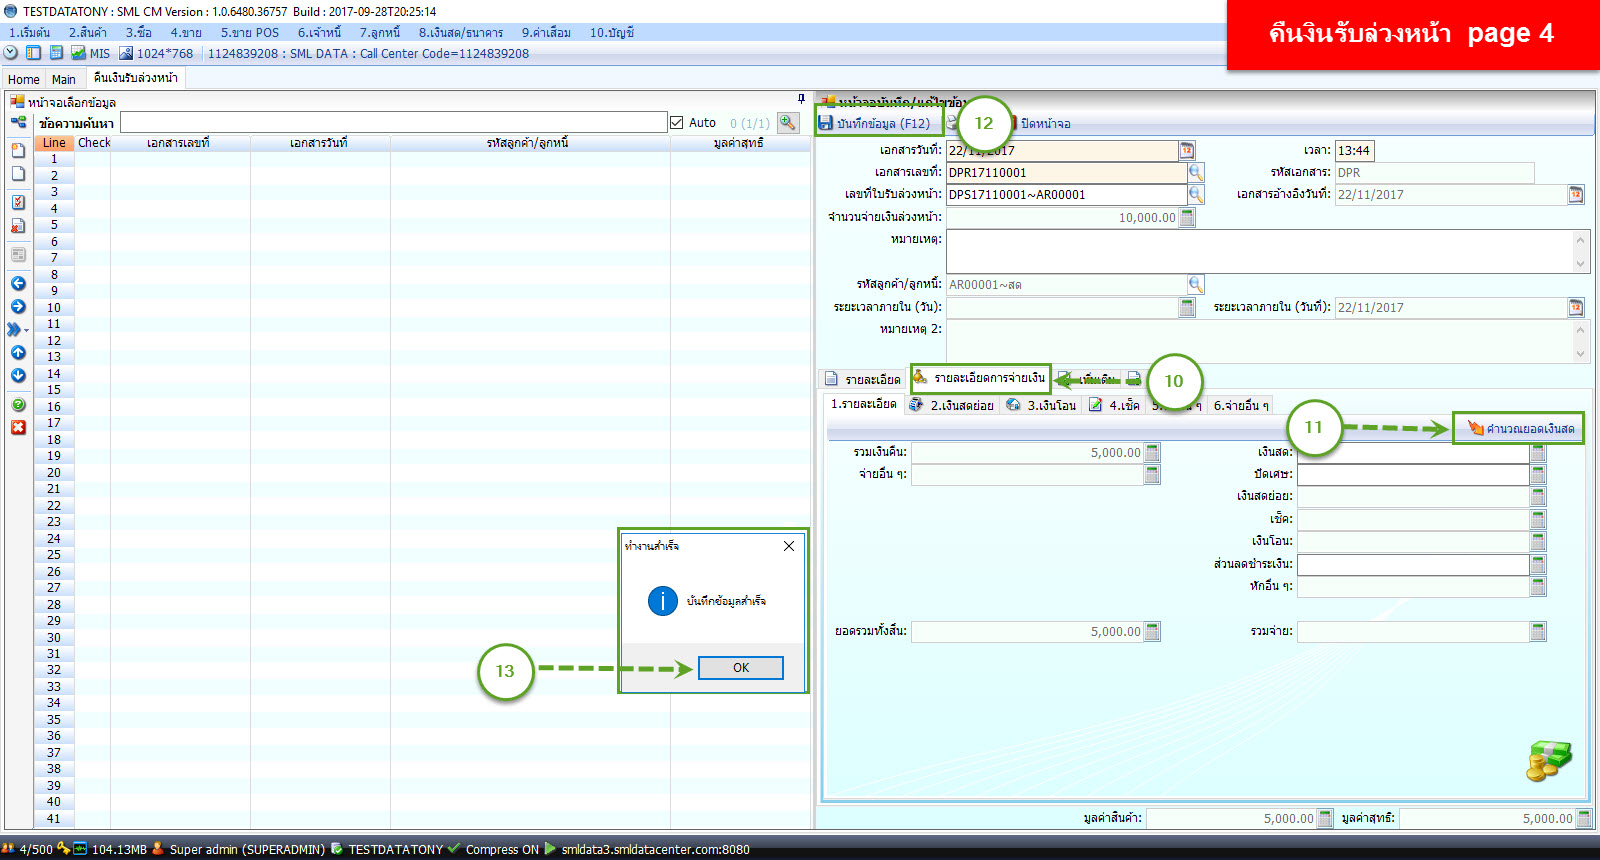 TESTDATATONY : SML CM Version : 1.0.6480.36757  Build : 2017-09-28T20:25:14
คืนเงินรับล่วงหน้า  page 4
1.เริ่มต้น  2.สินค้า  3.ซื้อ  4.ขาย  5.ขาย POS  6.เจ้าหนี้  7.ลูกหนี้  8.เงินสด/ธนาคาร  9.ค่าเสื่อม  10.บัญชี
MIS  1024*768  1124839208 : SML DATA : Call Center Code=1124839208
Home  Main  คืนเงินรับล่วงหน้า
หน้าจอเลือกข้อมูล
ข้อความค้นหา  Auto  0 (1/1)
Line  Check  เอกสารเลขที่  เอกสารวันที่  รหัสลูกค้า/ลูกหนี้  มูลค่าสุทธิ
1
2
3
4
5
6
7
8
9
10
11
12
13
14
15
16
17
18
19
20
21
22
23
24
25
26
27
28
29
30
31
32
33
34
35
36
37
38
39
40
41
หน้าจอบันทึก/แก้ไขข้อมู
บันทึกข้อมูล (F12)  12  ปิดหน้าจอ
เอกสารวันที่:  22/11/2017  เวลา:  13:44
เอกสารเลขที่:  DPR17110001  รหัสเอกสาร:  DPR
เลขที่ใบรับล่วงหน้า:  DPS17110001~AR00001  เอกสารอ้างอิงวันที่:  22/11/2017
จำนวนจ่ายเงินล่วงหน้า:  10,000.00
หมายเหตุ:
รหัสลูกค้า/ลูกหนี้:  AR00001~สด
ระยะเวลาภายใน (วัน):  ระยะเวลาภายใน (วันที่):  22/11/2017
หมายเหตุ 2:
รายละเอียด  รายละเอียดการจ่ายเงิน  เพิ่มเติม  10
1.รายละเอียด  2.เงินสดย่อย  3.เงินโอน  4.เช็ค  ๆ  6.จ่ายอื่น ๆ
11  คำนวณยอดเงินสด
รวมเงินคืน:  5,000.00  เงินสด:
จ่ายอื่น ๆ:  ปัดเศษ:
เงินสดย่อย:
เช็ค:
เงินโอน:
ส่วนลดชำระเงิน:
หักอื่น ๆ:
ยอดรวมทั้งสิ้น:  5,000.00  รวมจ่าย:
มูลค่าสินค้า:  5,000.00  มูลค่าสุทธิ:  5,000.00
ทำงานสำเร็จ
บันทึกข้อมูลสำเร็จ
13  OK
4/500  104.13MB  Super admin (SUPERADMIN)  TESTDATATONY  Compress ON  smldata3.smldatacenter.com:8080